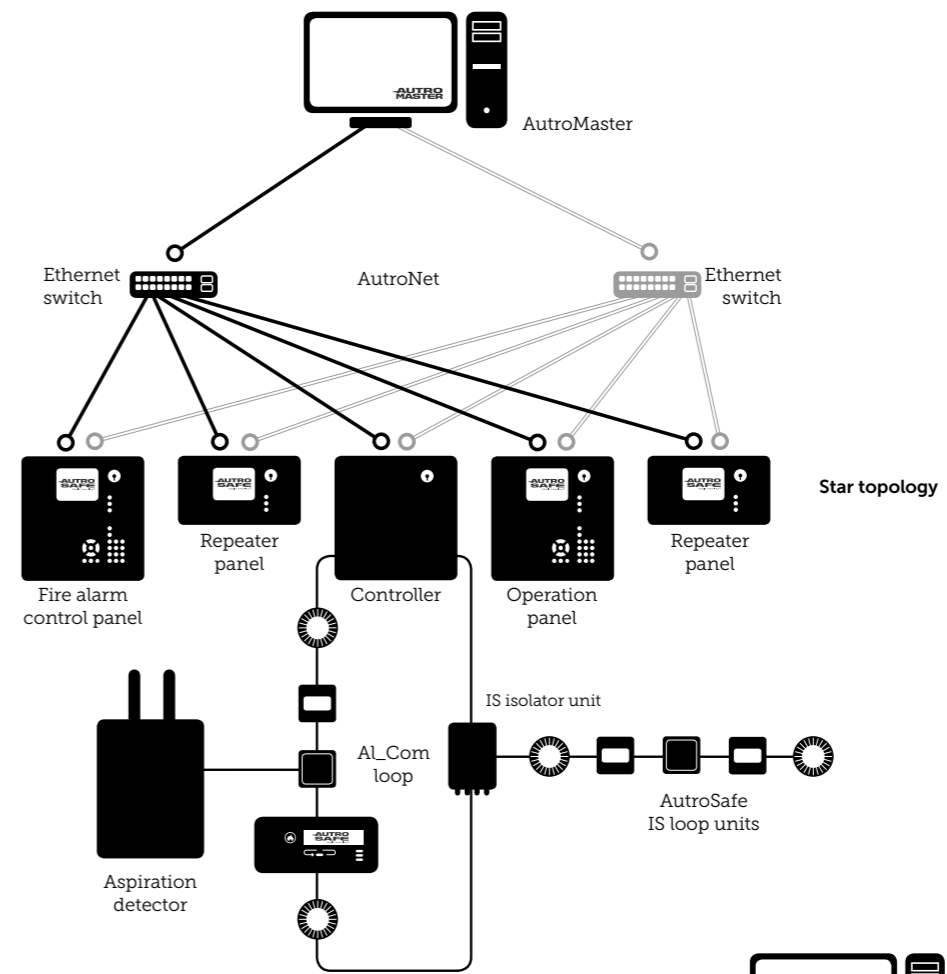 AUTRO
MASTER
AutroMaster
Ethernet
switch
AutroNet
Ethernet
switch
AUTRO
SAFE
AUTRO
SAFE
AUTRO
SAFE
AUTRO
SAFE
Star topology
Repeater
panel
Repeater
panel
Fire alarm
control panel
Controller
Operation
panel
IS isolator unit
Al_Com
loop
AutroSafe
IS loop units
AUTRO
SAFE
Aspiration
detector